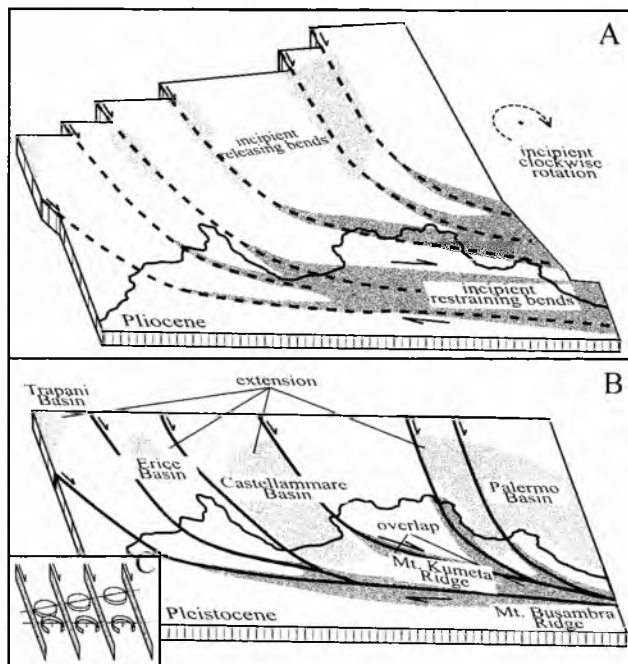 A
incipient
releasing bends
incipient
clockwise
rotation
incipient
restraining bends
Pliocene
B
extension
Trapani
Basin
Erice
Basin
Castellammare
Basin
Palermo
Basin
overlap
Mt. Kumeta
Ridge
C
Pleistocene
Mt. Busambra
Ridge